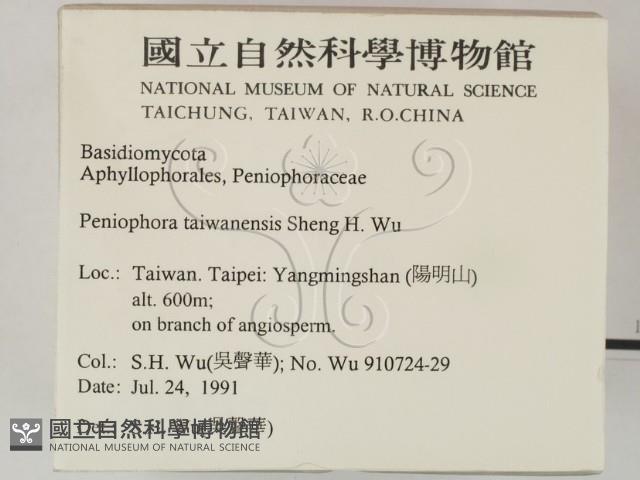 國立自然科學博物館
NATIONAL MUSEUM OF NATURAL SCIENCE
TAICHUNG, TAIWAN, R.O.CHINA
Basidiomycota
Aphyllophorales, Peniophoraceae
Peniophora taiwanensis Sheng H. Wu
Loc.: Taiwan. Taipei: Yangmingshan (陽明山)
alt. 600m;
on branch of angiosperm.
Col.: S.H. Wu(吳聲華); No. Wu 910724-29
Date: Jul. 24, 1991
國立自然科學博物館
NATIONAL MUSEUM OF NATURAL SCIENCE